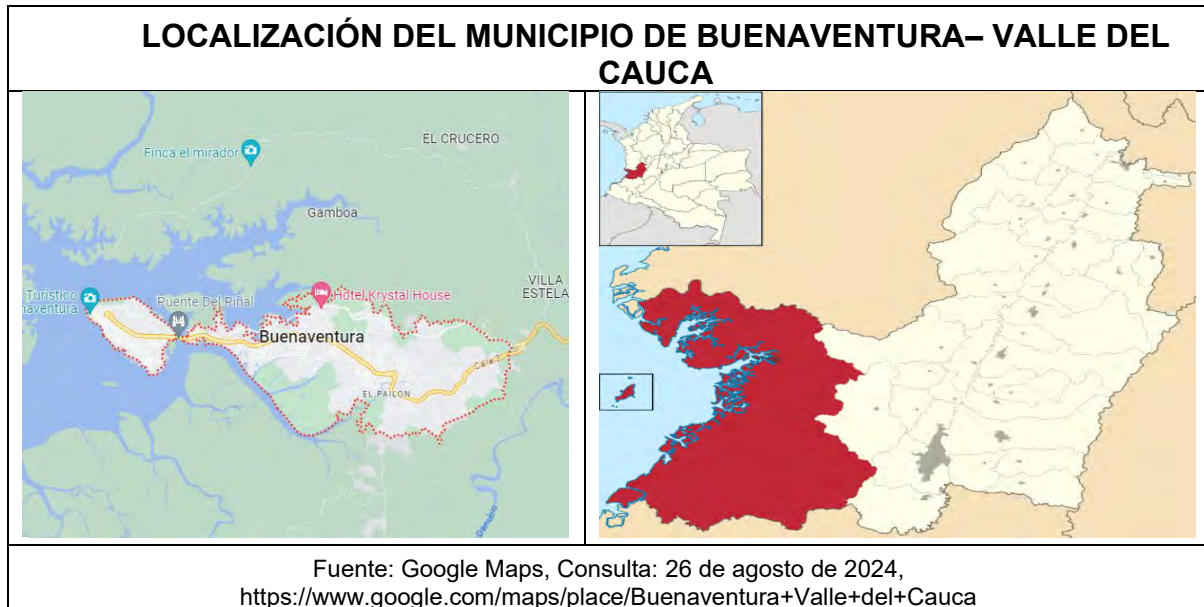 LOCALIZACIÓN DEL MUNICIPIO DE BUENAVENTURA– VALLE DEL
CAUCA
EL CRUCERO
Finca el mirador
Gamboa
VILLA
ESTELA
Turístico
Hotel Krystal House
Puente Del Piñal
Buenaventura
Calle
EL PAILON
Fuente: Google Maps, Consulta: 26 de agosto de 2024,
https://www.google.com/maps/place/Buenaventura+Valle+del+Cauca